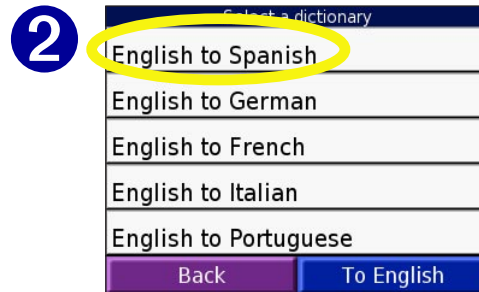 2
Select a dictionary
English to Spanish
English to German
English to French
English to Italian
English to Portuguese
Back To English